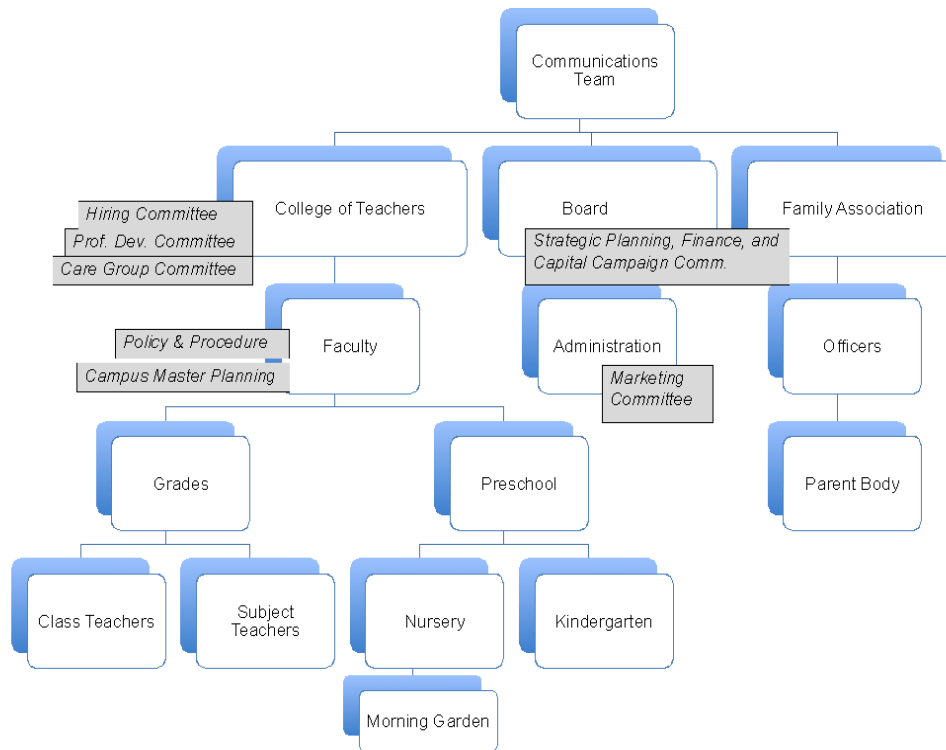 Communications
Team
College of Teachers
Board
Family Association
Hiring Committee
Prof. Dev. Committee
Care Group Committee
Strategic Planning, Finance, and
Capital Campaign Comm.
Faculty
Administration
Officers
Policy & Procedure
Campus Master Planning
Marketing
Committee
Grades
Preschool
Parent Body
Class Teachers
Subject
Teachers
Nursery
Kindergarten
Morning Garden